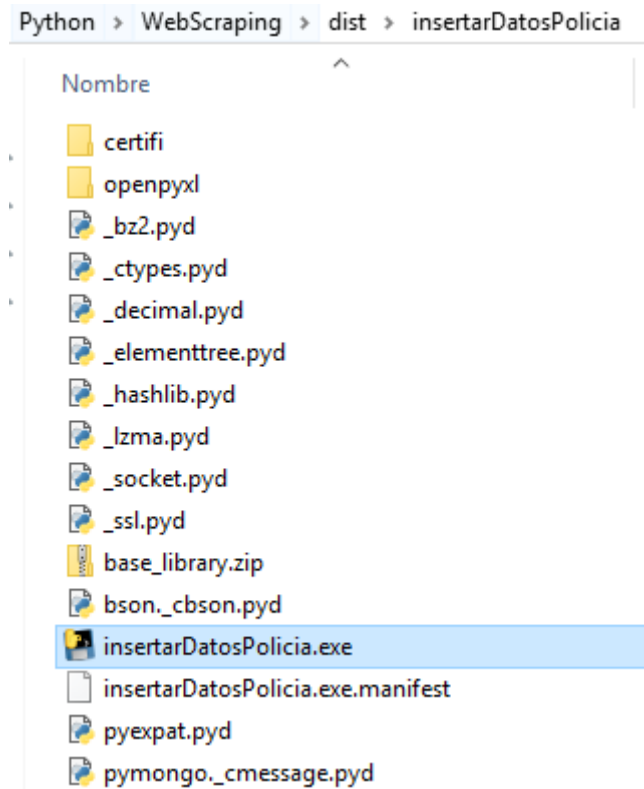 Python > WebScraping > dist > insertarDatosPolicia
Nombre
certifi
openpyxl
_bz2.pyd
_ctypes.pyd
_decimal.pyd
_elementtree.pyd
_hashlib.pyd
_lzma.pyd
_socket.pyd
_ssl.pyd
base_library.zip
bson._cbson.pyd
insertarDatosPolicia.exe
insertarDatosPolicia.exe.manifest
pyexpat.pyd
pymongo._cmessage.pyd